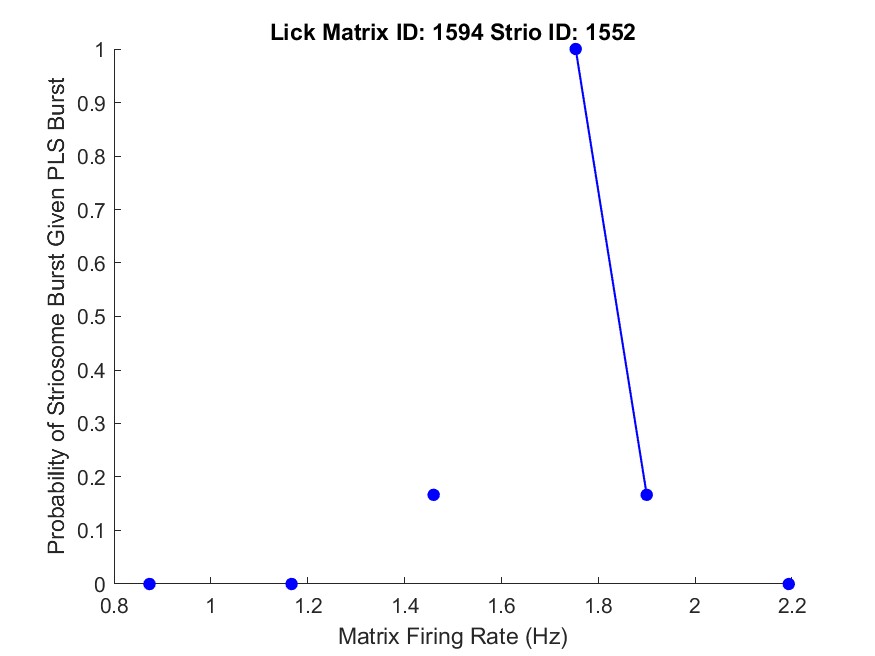 Lick Matrix ID: 1594 Strio ID: 1552
Probability of Striosome Burst Given PLS Burst
1
0.9
0.8
0.7
0.6
0.5
0.4
0.3
0.2
0.1
0
0.8 1 1.2 1.4 1.6 1.8 2 2.2
Matrix Firing Rate (Hz)